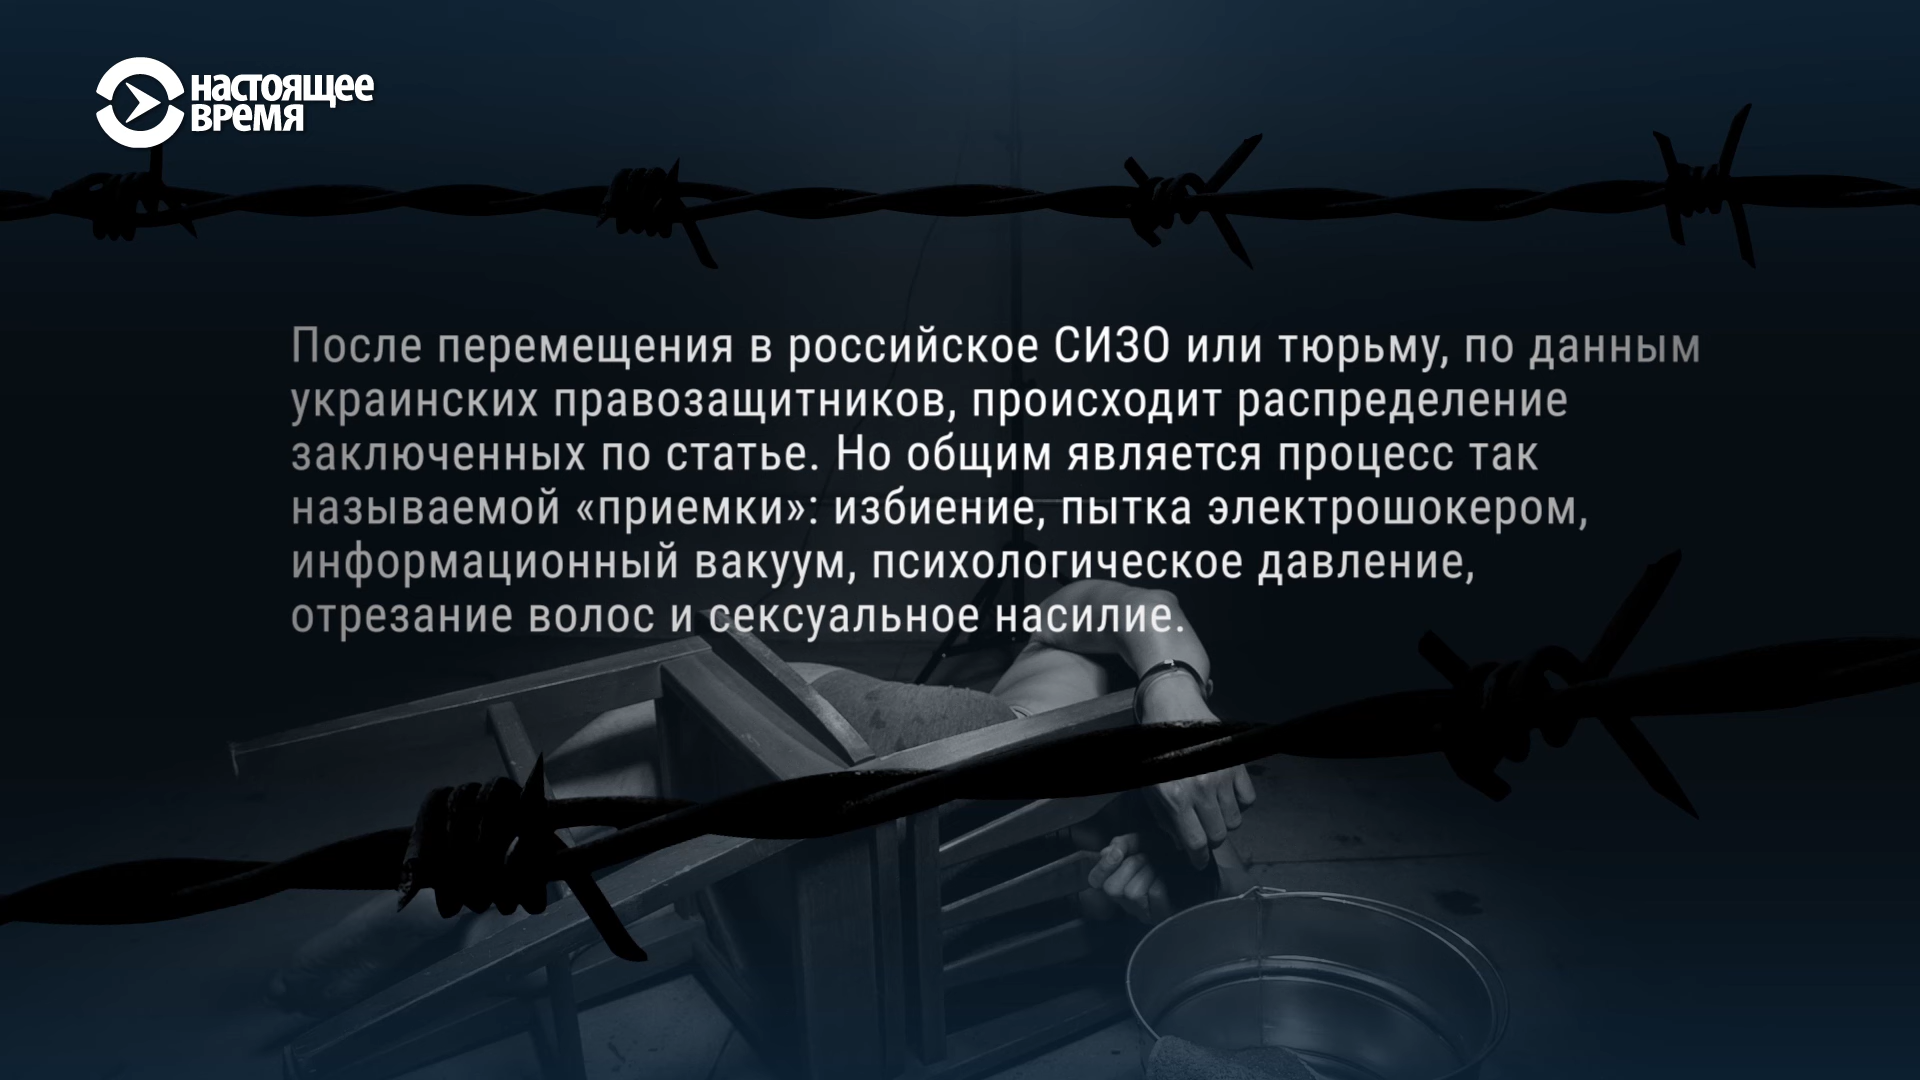 настоящее
время
После перемещения в российское СИЗО или тюрьму, по данным
украинских правозащитников, происходит распределение
заключенных по статье. Но общим является процесс так
называемой «приемки»: избиение, пытка электрошокером,
информационный вакуум, психологическое давление,
отрезание волос и сексуальное насилие.